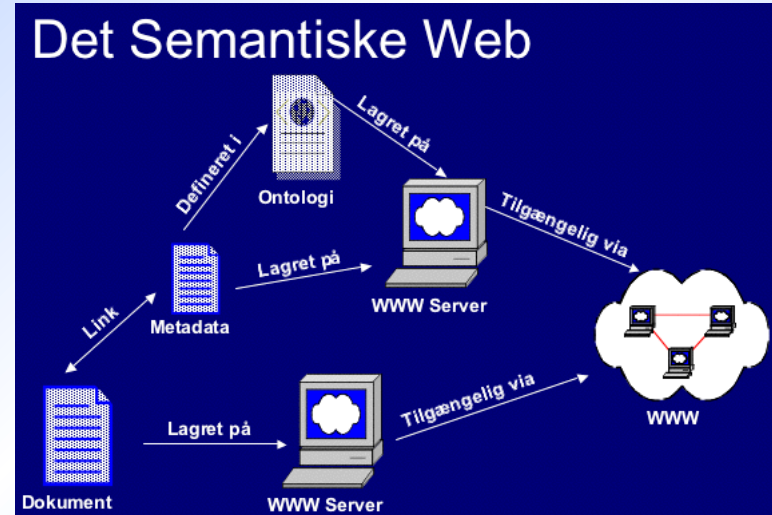 Det Semantiske Web
Lagret på
Defineret i
Ontologi
Tilgængelig via
Lagret på
WWW Server
Link
Metadata
Tilgængelig via
WWW
Lagret på
Dokument
WWW Server